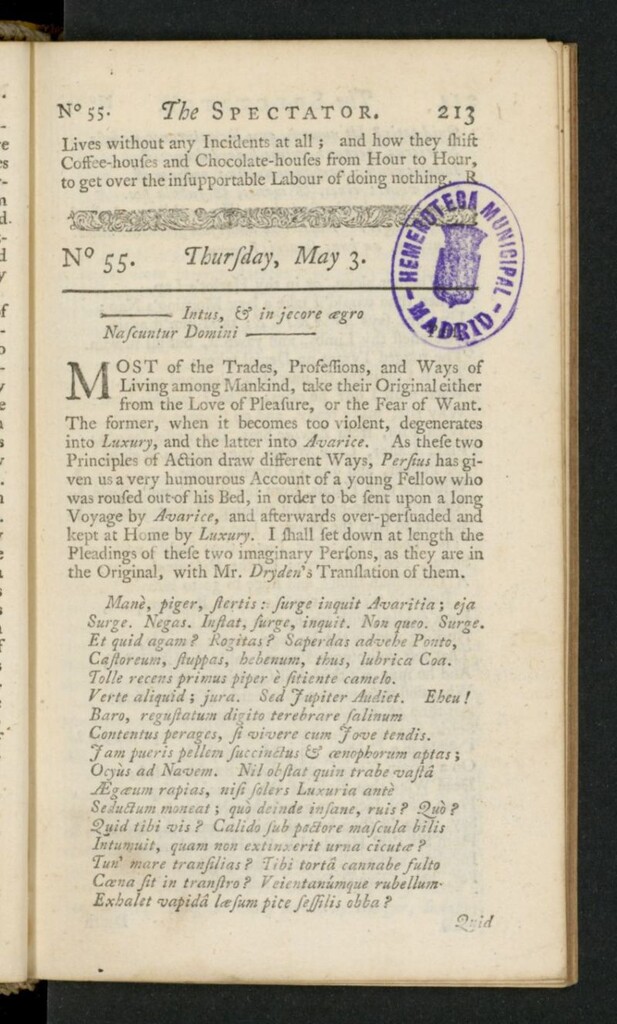 Nº 55. The SPECTATOR. 213
Lives without any Incidents at all; and how they ſhift
Coffee-houſes and Chocolate-houſes from Hour to Hour,
to get over the inſupportable Labour of doing nothing. R
HEMEROTECA MUNICIPAL
- MADRID -
Nº 55. Thurſday, May 3.
——— Intus, & in jecore ægro
Naſcuntur Domini ———
MOST of the Trades, Profeſſions, and Ways of
Living among Mankind, take their Original either
from the Love of Pleaſure, or the Fear of Want.
The former, when it becomes too violent, degenerates
into Luxury, and the latter into Avarice. As theſe two
Principles of Action draw different Ways, Perſius has gi-
ven us a very humourous Account of a young Fellow who
was rouſed out of his Bed, in order to be ſent upon a long
Voyage by Avarice, and afterwards over-perſuaded and
kept at Home by Luxury. I ſhall ſet down at length the
Pleadings of theſe two imaginary Perſons, as they are in
the Original, with Mr. Dryden's Tranſlation of them.
Manè, piger, ſtertis: ſurge inquit Avaritia; eja
Surge. Negas. Inſtat, ſurge, inquit. Non queo. Surge.
Et quid agam? Rogitas? Saperdas advehe Ponto,
Caſtoreum, ſtuppas, hebenum, thus, lubrica Coa.
Tolle recens primus piper è ſitiente camelo.
Verte aliquid; jura. Sed Jupiter Audiet. Eheu!
Baro, reguſtatum digito terebrare ſalinum
Contentus perages, ſi vivere cum Jove tendis.
Jam pueris pellem ſuccinctus & œnophorum aptas;
Ocyùs ad Navem. Nil obſtat quin trabe vaſtâ
Ægæum rapias, niſi ſolers Luxuria antè
Seductum moneat; quò deinde inſane, ruis? Quò?
Quid tibi vis? Calido ſub pectore maſcula bilis
Intumuit, quam non extinxerit urna cicutæ?
Tun' mare tranſilias? Tibi tortâ cannabe fulto
Cœna ſit in tranſtro? Veientanúmque rubellum
Exhalet vapidâ læſum pice ſeſſilis obba?
Quid